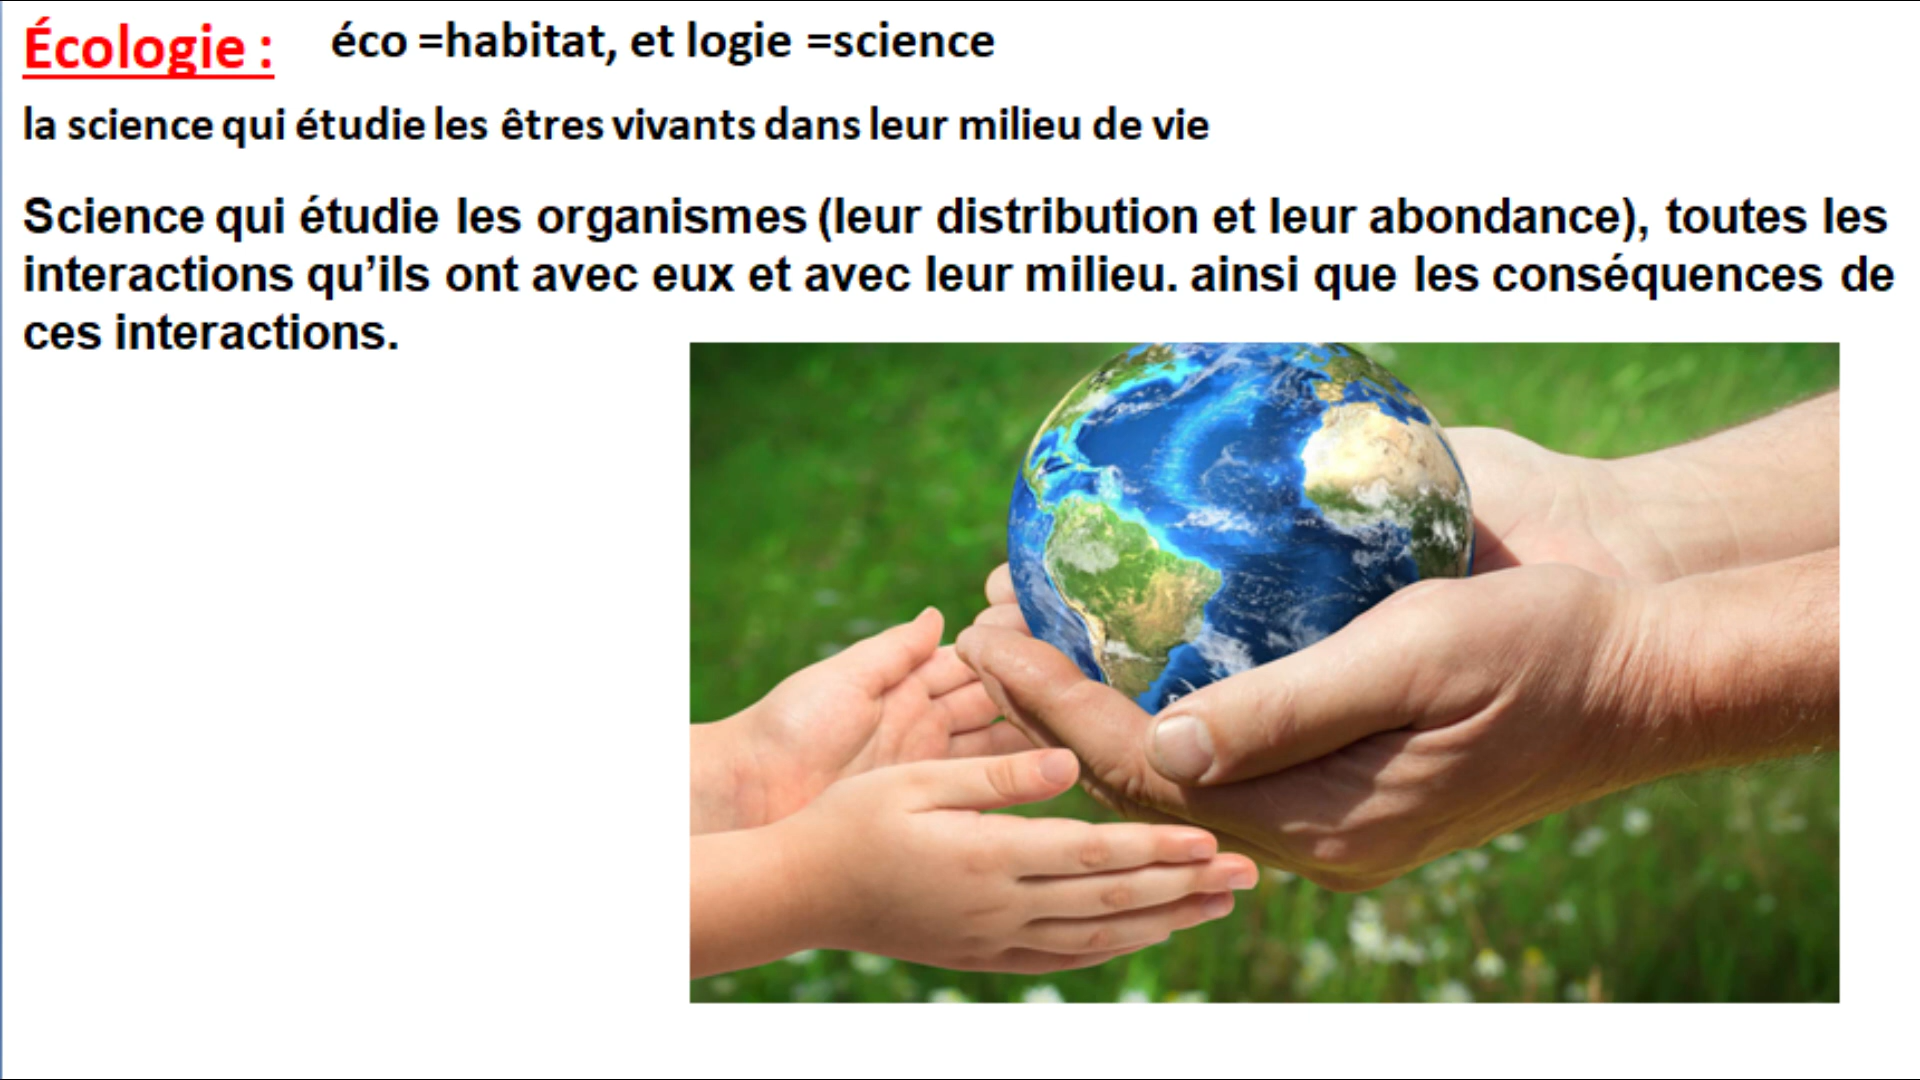 Écologie : éco =habitat, et logie =science
la science qui étudie les êtres vivants dans leur milieu de vie
Science qui étudie les organismes (leur distribution et leur abondance), toutes les
interactions qu’ils ont avec eux et avec leur milieu. ainsi que les conséquences de
ces interactions.